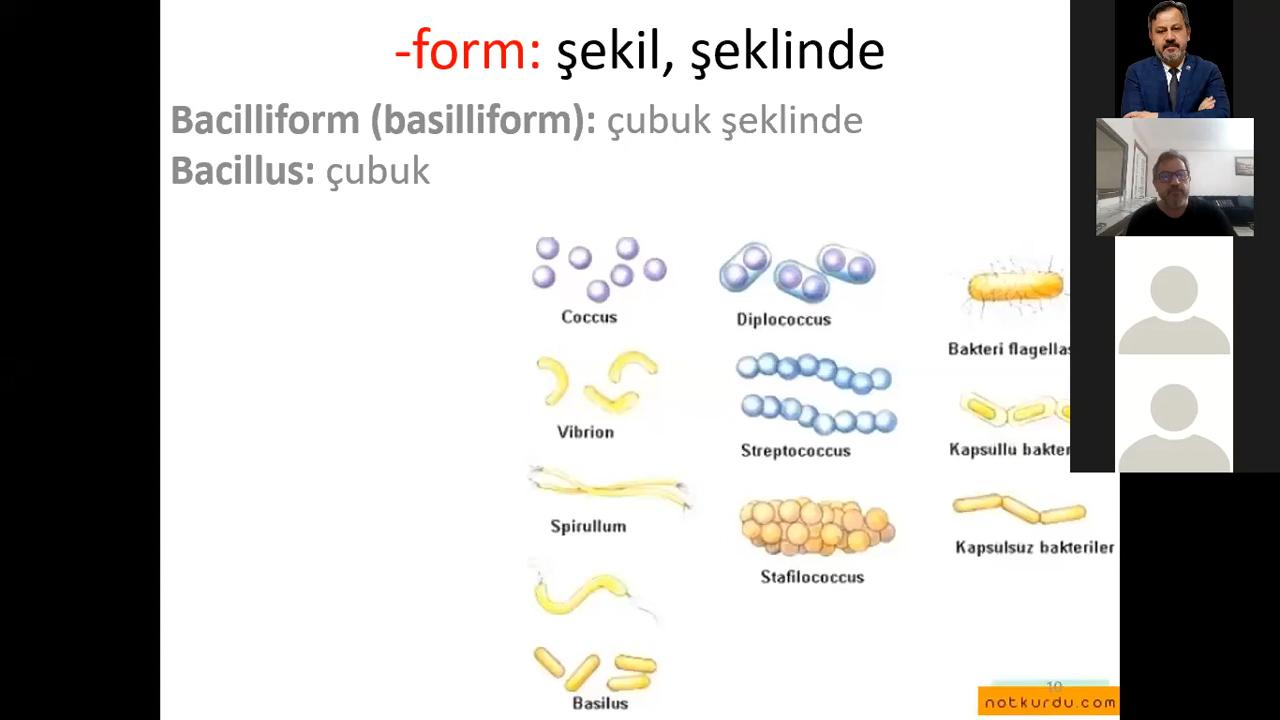 -form: şekil, şeklinde
Bacilliform (basilliform): çubuk şeklinde
Bacillus: çubuk
Coccus
Diplococcus
Bakteri flagellas
Vibrion
Streptococcus
Kapsullu bakter
Spirullum
Stafilococcus
Kapsulsuz bakteriler
Basilus
10
notkurdu.com